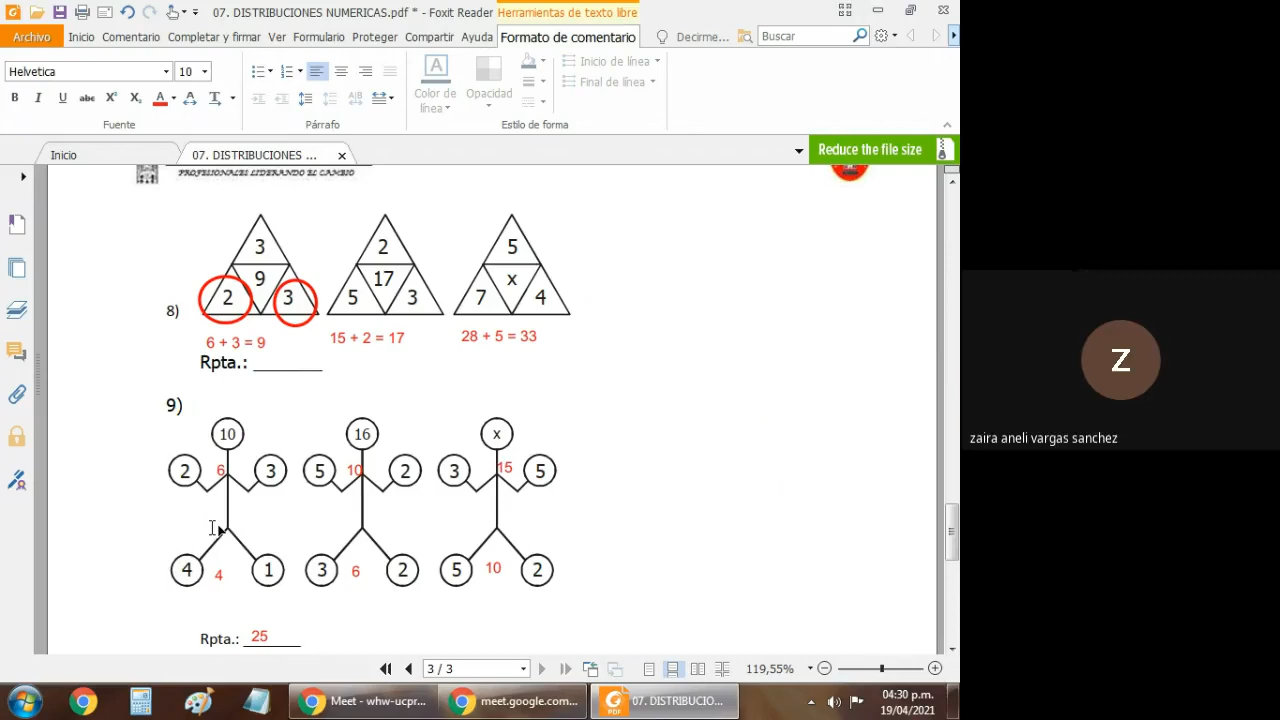 07. DISTRIBUCIONES NUMERICAS.pdf * - Foxit Reader
Herramientas de texto libre
Archivo Inicio Comentario Completar y firmar Ver Formulario Proteger Compartir Ayuda Formato de comentario Decirme... Buscar
Helvetica 10
Color de línea
Opacidad
Inicio de línea
Final de línea
Fuente Párrafo Estilo de forma
Inicio 07. DISTRIBUCIONES ... Reduce the file size
PROFESIONALES LIDERANDO EL CAMBIO
3 2 5
9 17 x
2 3 5 3 7 4
8)
6 + 3 = 9 15 + 2 = 17 28 + 5 = 33
Rpta.: ________
9)
10 16 x
2 6 3 5 10 2 3 15 5
4 4 1 3 6 2 5 10 2
Rpta.: 25
Z
zaira aneli vargas sanchez
3 / 3 119,55%
Meet - whw-ucpr... meet.google.com... 07. DISTRIBUCIO...
04:30 p.m.
19/04/2021